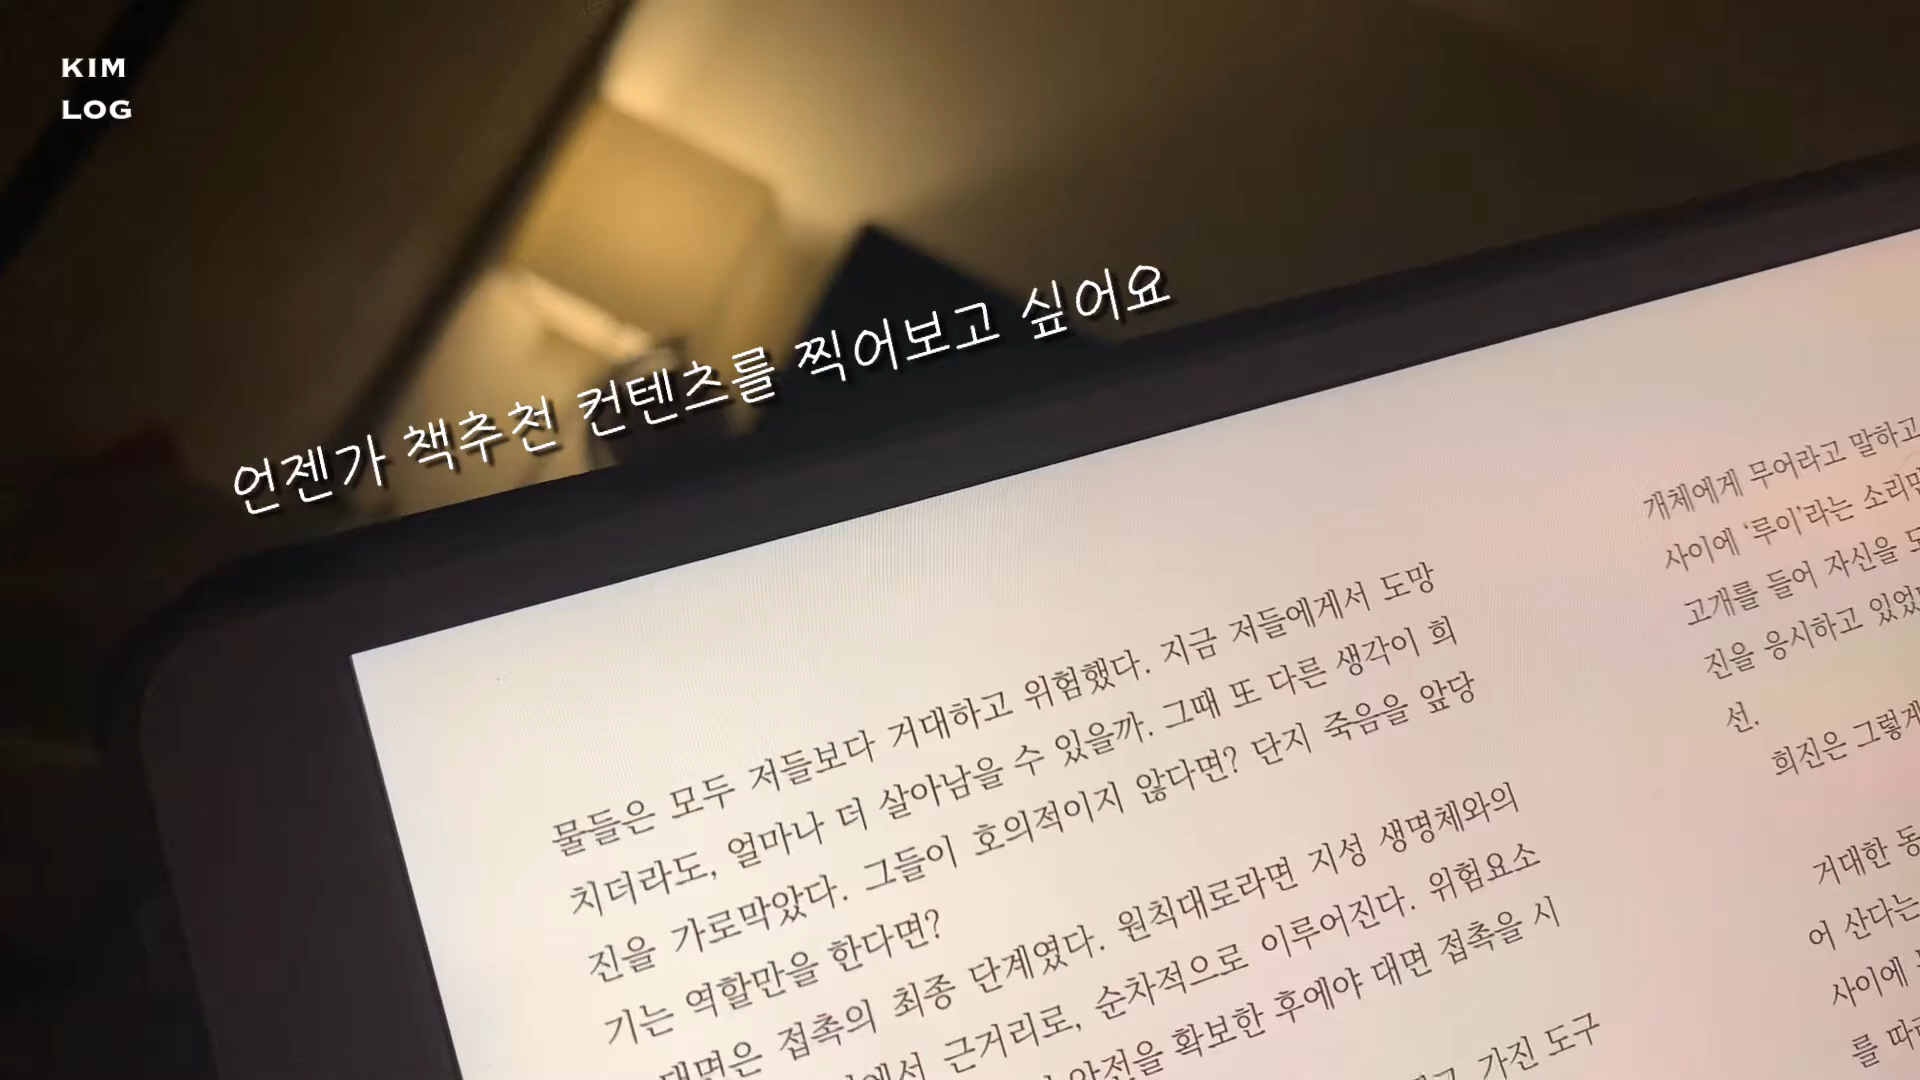 KIM
LOG
언젠가 책추천 컨텐츠를 찍어보고 싶어요
물들은 모두 저들보다 거대하고 위험했다. 지금 저들에게서 도망
치더라도, 얼마나 더 살아남을 수 있을까. 그때 또 다른 생각이 희
진을 가로막았다. 그들이 호의적이지 않다면? 단지 죽음을 앞당
기는 역할만을 한다면?
대면은 접촉의 최종 단계였다. 원칙대로라면 지성 생명체와의
근거리로, 순차적으로 이루어진다. 위험요소
안전을 확보한 후에야 대면 접촉을 시
가진 도구
개체에게 무어라고 말하고
사이에 ‘루이’라는
고개를 들어 자신을
진을 응시하고
선.
희진은
거대한
어 산다는
사이에
를